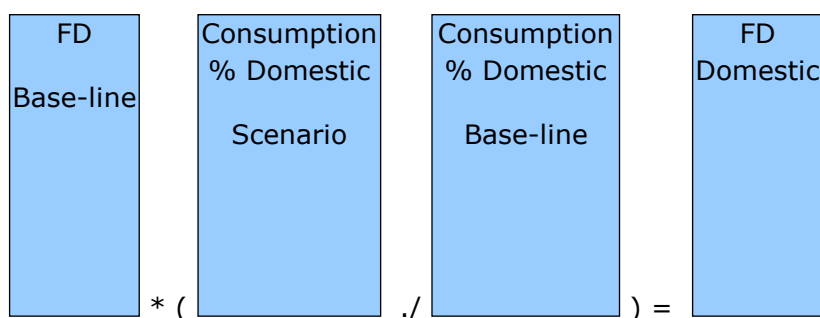 FD
Base-line
Consumption
% Domestic
Scenario
Consumption
% Domestic
Base-line
FD
Domestic
* ( ./ ) =